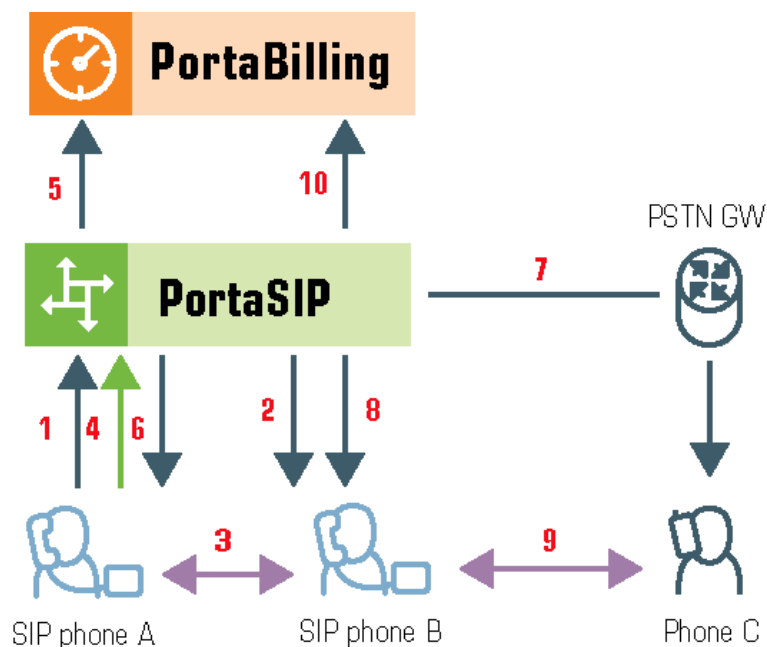 PortaBilling
5
10
PSTN GW
7
PortaSIP
1
4
6
2
8
3
9
SIP phone A
SIP phone B
Phone C